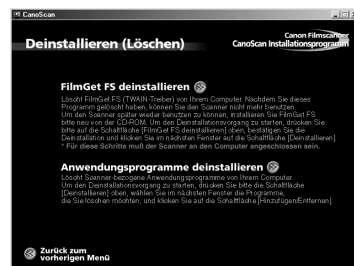 CanoScan
Canon Filmscanner
CanoScan Installationsprogramm
Deinstallieren (Löschen)
FilmGet FS deinstallieren
Löscht FilmGet FS (TWAIN-Treiber) von Ihrem Computer. Nachdem Sie dieses
Programm gelöscht haben, können Sie den Scanner nicht mehr benutzen.
Um den Scanner später wieder benutzen zu können, installieren Sie FilmGet FS
bitte neu von der CD-ROM. Um den Deinstallationsvorgang zu starten, drücken Sie
bitte auf die Schaltfläche [FilmGet FS deinstallieren] oben, bestätigen Sie die
Deinstallation und klicken Sie im nächsten Fenster auf die Schaltfläche [Deinstallieren]
* Für diese Schritte muß der Scanner an den Computer angeschlossen sein.
Anwendungsprogramme deinstallieren
Löscht Scanner-bezogene Anwendungsprogramme von Ihrem Computer.
Um den Deinstallationsvorgang zu starten, drücken Sie bitte die Schaltfläche
[Deinstallieren] oben, wählen Sie im nächsten Fenster die Programme,
die Sie löschen möchten, und klicken Sie auf die Schaltfläche [Hinzufügen/Entfernen].
Zurück zum
vorherigen Menü